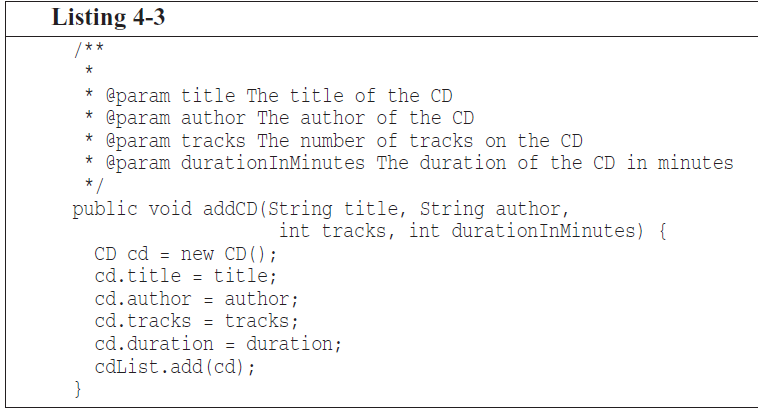 Listing 4-3
/**
*
* @param title The title of the CD
* @param author The author of the CD
* @param tracks The number of tracks on the CD
* @param durationInMinutes The duration of the CD in minutes
*/
public void addCD(String title, String author,
int tracks, int durationInMinutes) {
CD cd = new CD();
cd.title = title;
cd.author = author;
cd.tracks = tracks;
cd.duration = duration;
cdList.add(cd);
}